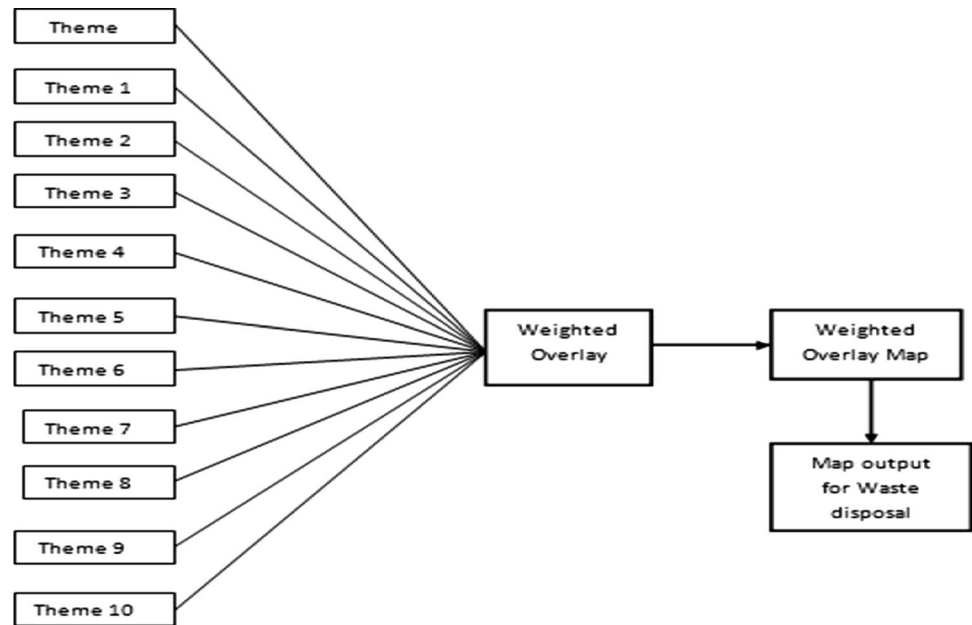 Theme
Theme 1
Theme 2
Theme 3
Theme 4
Theme 5
Theme 6
Theme 7
Theme 8
Theme 9
Theme 10
Weighted
Overlay
Weighted
Overlay Map
Map output
for Waste
disposal